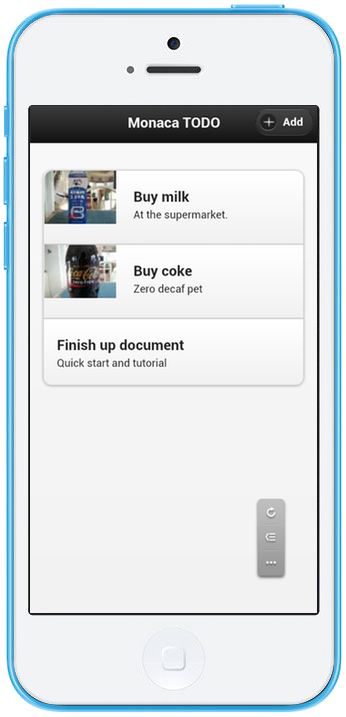 Monaca TODO
Add
Buy milk
At the supermarket.
Buy coke
Zero decaf pet
Finish up document
Quick start and tutorial